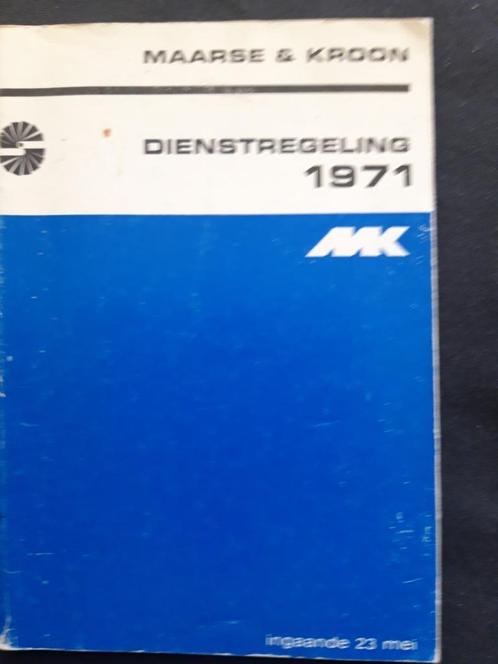 MAARSE & KROON
DIENSTREGELING
1971
MK
ingaande 23 mei